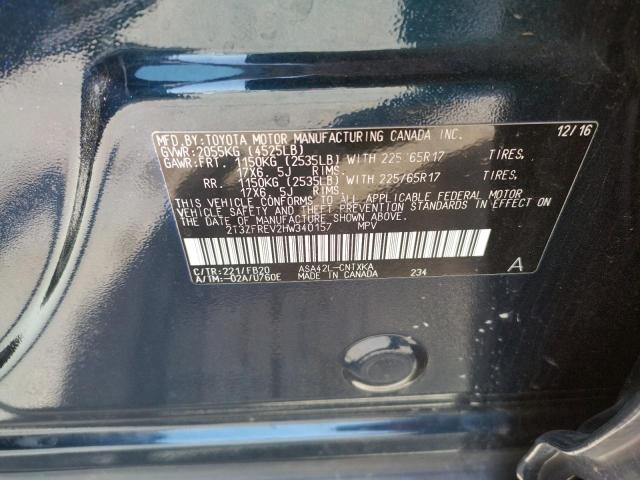 MFD.BY:TOYOTA MOTOR MANUFACTURING CANADA INC. 12/16
GVWR:2055KG (4525LB)
GAWR:FRT. 1150KG (2535LB) WITH 225/65R17 TIRES,
17X6.5J RIMS
RR. 1150KG (2535LB) WITH 225/65R17 TIRES,
17X6.5J RIMS
THIS VEHICLE CONFORMS TO ALL APPLICABLE FEDERAL MOTOR
VEHICLE SAFETY AND THEFT PREVENTION STANDARDS IN EFFECT ON
THE DATE OF MANUFACTURE SHOWN ABOVE.
2T3ZFREV2HW340157 MPV
C/TR:221/FB20 ASA42L-CNTXKA 234 A
A/TM:-02A/U760E MADE IN CANADA